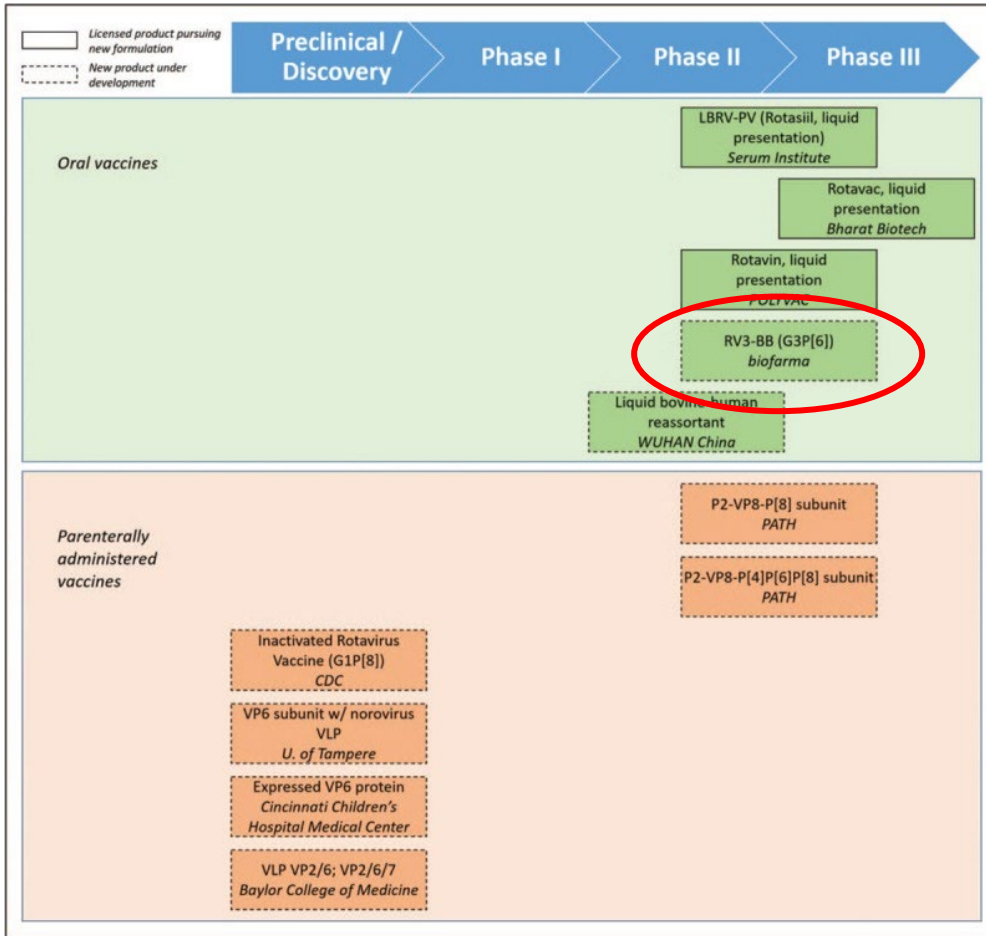 Licensed product pursuing
new formulation
New product under
development
Preclinical /
Discovery
Phase I
Phase II
Phase III
Oral vaccines
LBRV-PV (Rotasiil, liquid
presentation)
Serum Institute
Rotavac, liquid
presentation
Bharat Biotech
Rotavin, liquid
presentation
POLYVAC
RV3-BB (G3P[6])
biofarma
Liquid bovine-human
reassortant
WUHAN China
Parenterally
administered
vaccines
P2-VP8-P[8] subunit
PATH
P2-VP8-P[4]P[6]P[8] subunit
PATH
Inactivated Rotavirus
Vaccine (G1P[8])
CDC
VP6 subunit w/ norovirus
VLP
U. of Tampere
Expressed VP6 protein
Cincinnati Children's
Hospital Medical Center
VLP VP2/6; VP2/6/7
Baylor College of Medicine